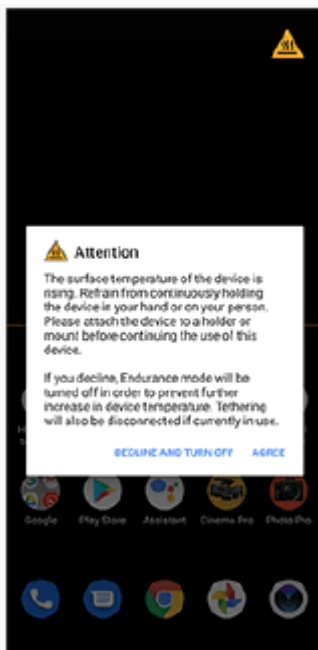 Attention
The surface temperature of the device is
rising. Refrain from continuously holding
the device in your hand or on your person.
Please attach the device to a holder or
mount before continuing the use of this
device.
If you decline, Endurance mode will be
turned off in order to prevent further
increase in device temperature. Tethering
will also be disconnected if currently in use.
DECLINE AND TURN OFF AGREE
Google Play Store Assistant Cinema Pro Photo Pro